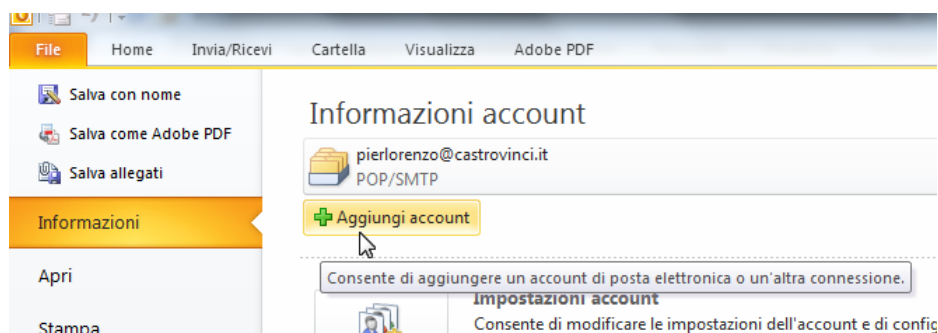 File Home Invia/Ricevi Cartella Visualizza Adobe PDF
Salva con nome
Salva come Adobe PDF
Salva allegati
Informazioni
Apri
Stampa
Informazioni account
pierlorenzo@castrovinci.it
POP/SMTP
Aggiungi account
Consente di aggiungere un account di posta elettronica o un'altra connessione.
Impostazioni account
Consente di modificare le impostazioni dell'account e di config